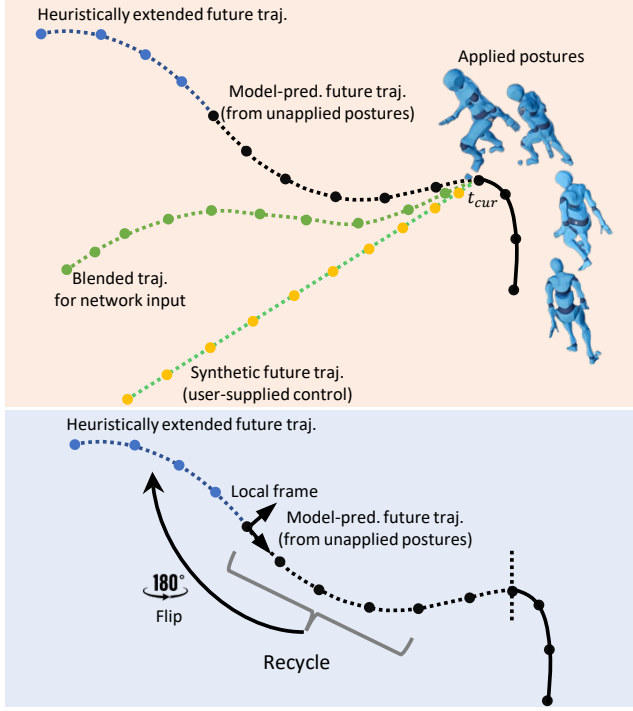 Heuristically extended future traj.
Applied postures
Model-pred. future traj.
(from unapplied postures)
t_cur
Blended traj.
for network input
Synthetic future traj.
(user-supplied control)
Heuristically extended future traj.
Local frame
Model-pred. future traj.
(from unapplied postures)
180°
Flip
Recycle